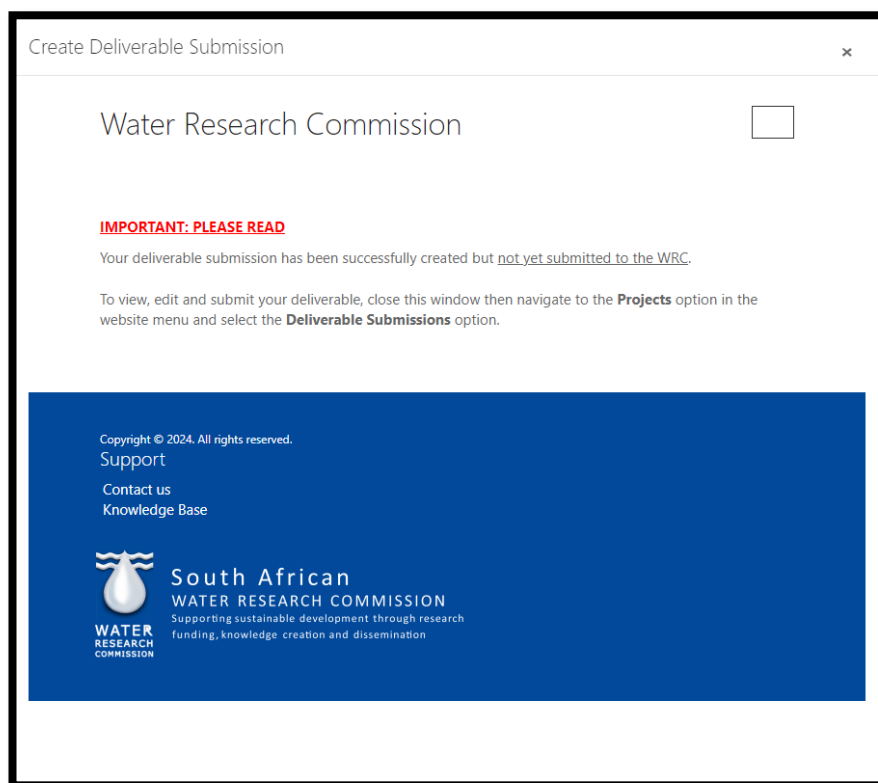 Create Deliverable Submission
×
Water Research Commission
IMPORTANT: PLEASE READ
Your deliverable submission has been successfully created but not yet submitted to the WRC.
To view, edit and submit your deliverable, close this window then navigate to the Projects option in the
website menu and select the Deliverable Submissions option.
Copyright © 2024. All rights reserved.
Support
Contact us
Knowledge Base
WATER
RESEARCH
COMMISSION
South African
WATER RESEARCH COMMISSION
Supporting sustainable development through research
funding, knowledge creation and dissemination